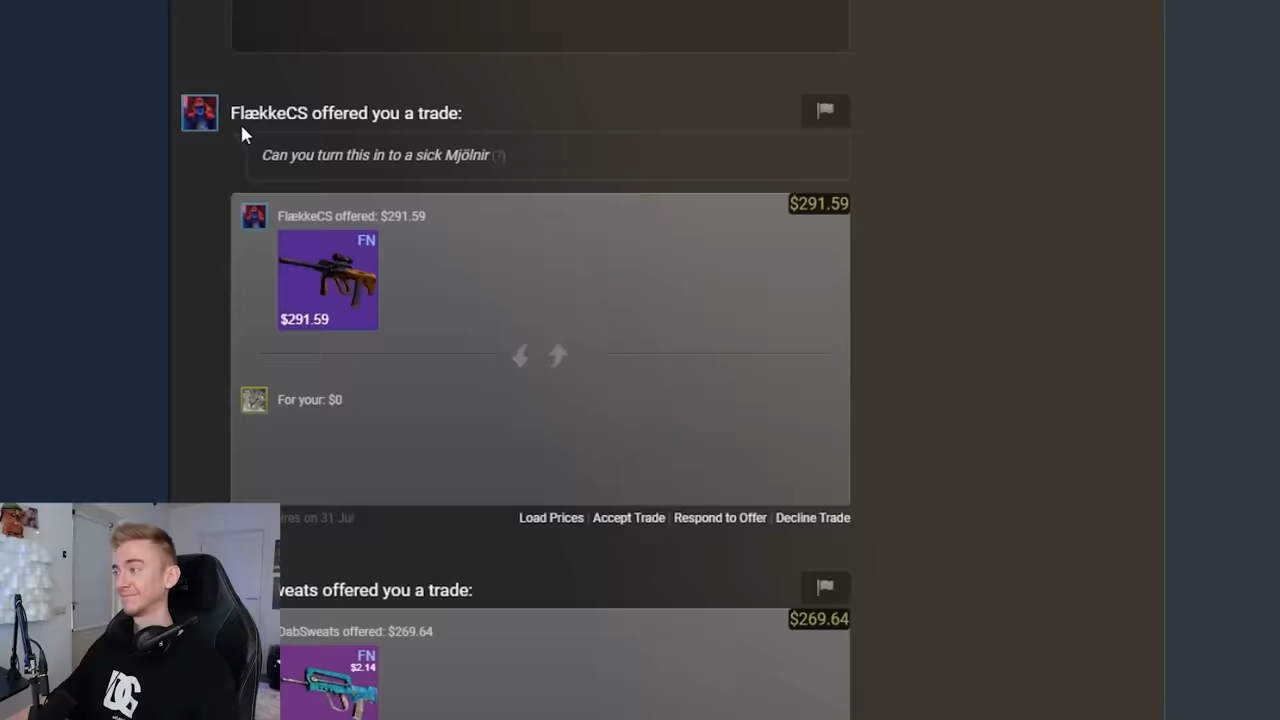 FlækkeCS offered you a trade:
Can you turn this in to a sick Mjölnir (?)
$291.59
FlækkeCS offered: $291.59
FN
$291.59
For your: $0
ires on 31 Jul
Load Prices | Accept Trade | Respond to Offer | Decline Trade
weats offered you a trade:
$269.64
DabSweats offered: $269.64
FN
$2.14